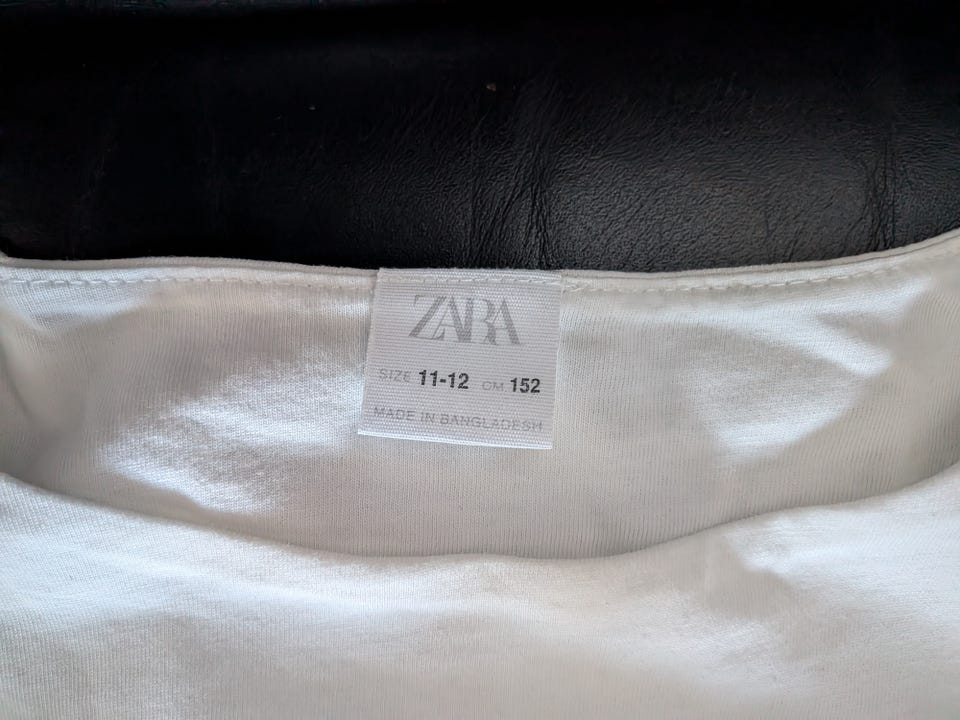 ZARA
SIZE 11-12 CM 152
MADE IN BANGLADESH